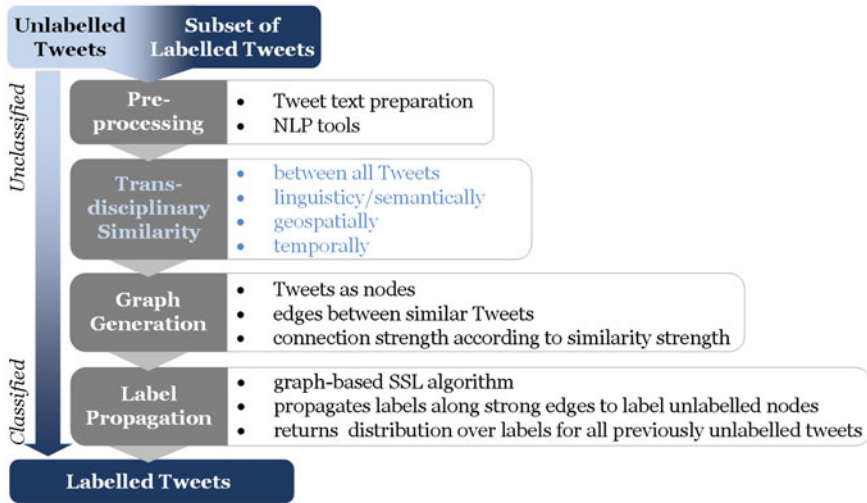 Unlabelled
Tweets
Subset of
Labelled Tweets
Unclassified
Pre-
processing
• Tweet text preparation
• NLP tools
Trans-
disciplinary
Similarity
• between all Tweets
• linguisticy/semantically
• geospatially
• temporally
Graph
Generation
• Tweets as nodes
• edges between similar Tweets
• connection strength according to similarity strength
Classified
Label
Propagation
• graph-based SSL algorithm
• propagates labels along strong edges to label unlabelled nodes
• returns distribution over labels for all previously unlabelled tweets
Labelled Tweets